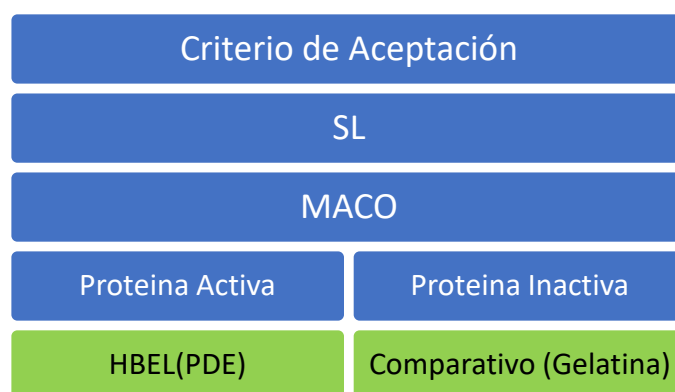 Criterio de Aceptación
SL
MACO
Proteina Activa
Proteina Inactiva
HBEL(PDE)
Comparativo (Gelatina)